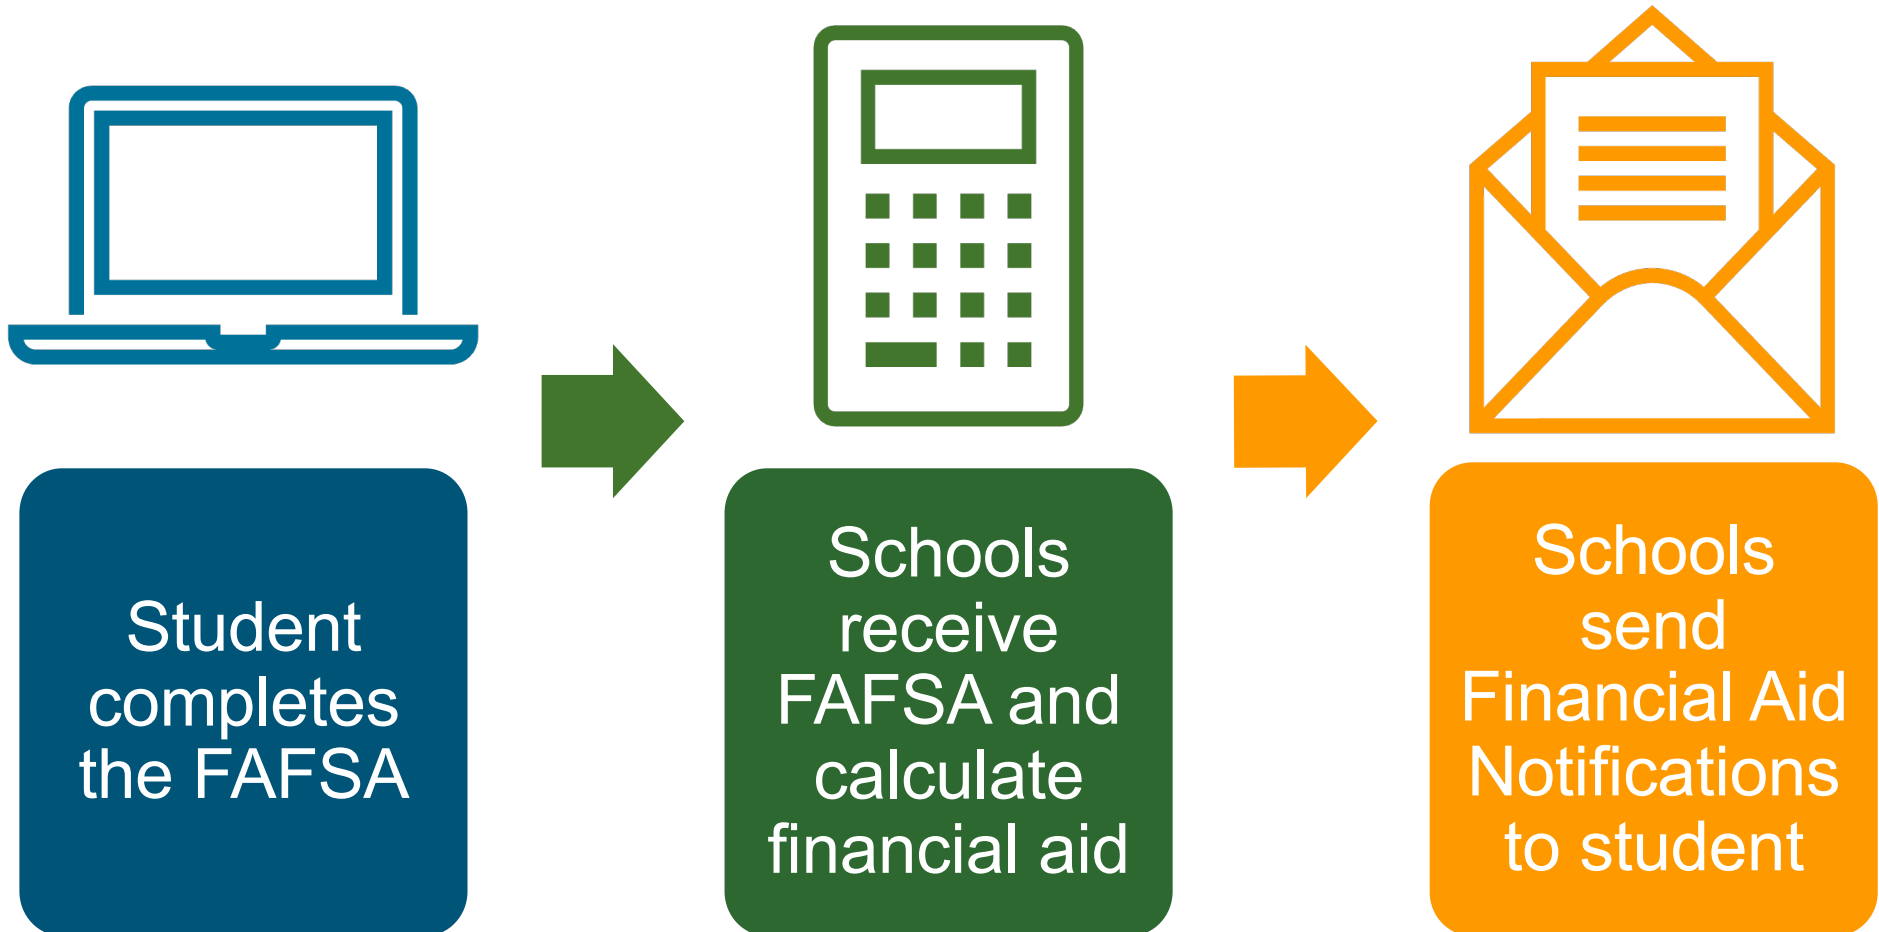 Student
completes
the FAFSA
Schools
receive
FAFSA and
calculate
financial aid
Schools
send
Financial Aid
Notifications
to student